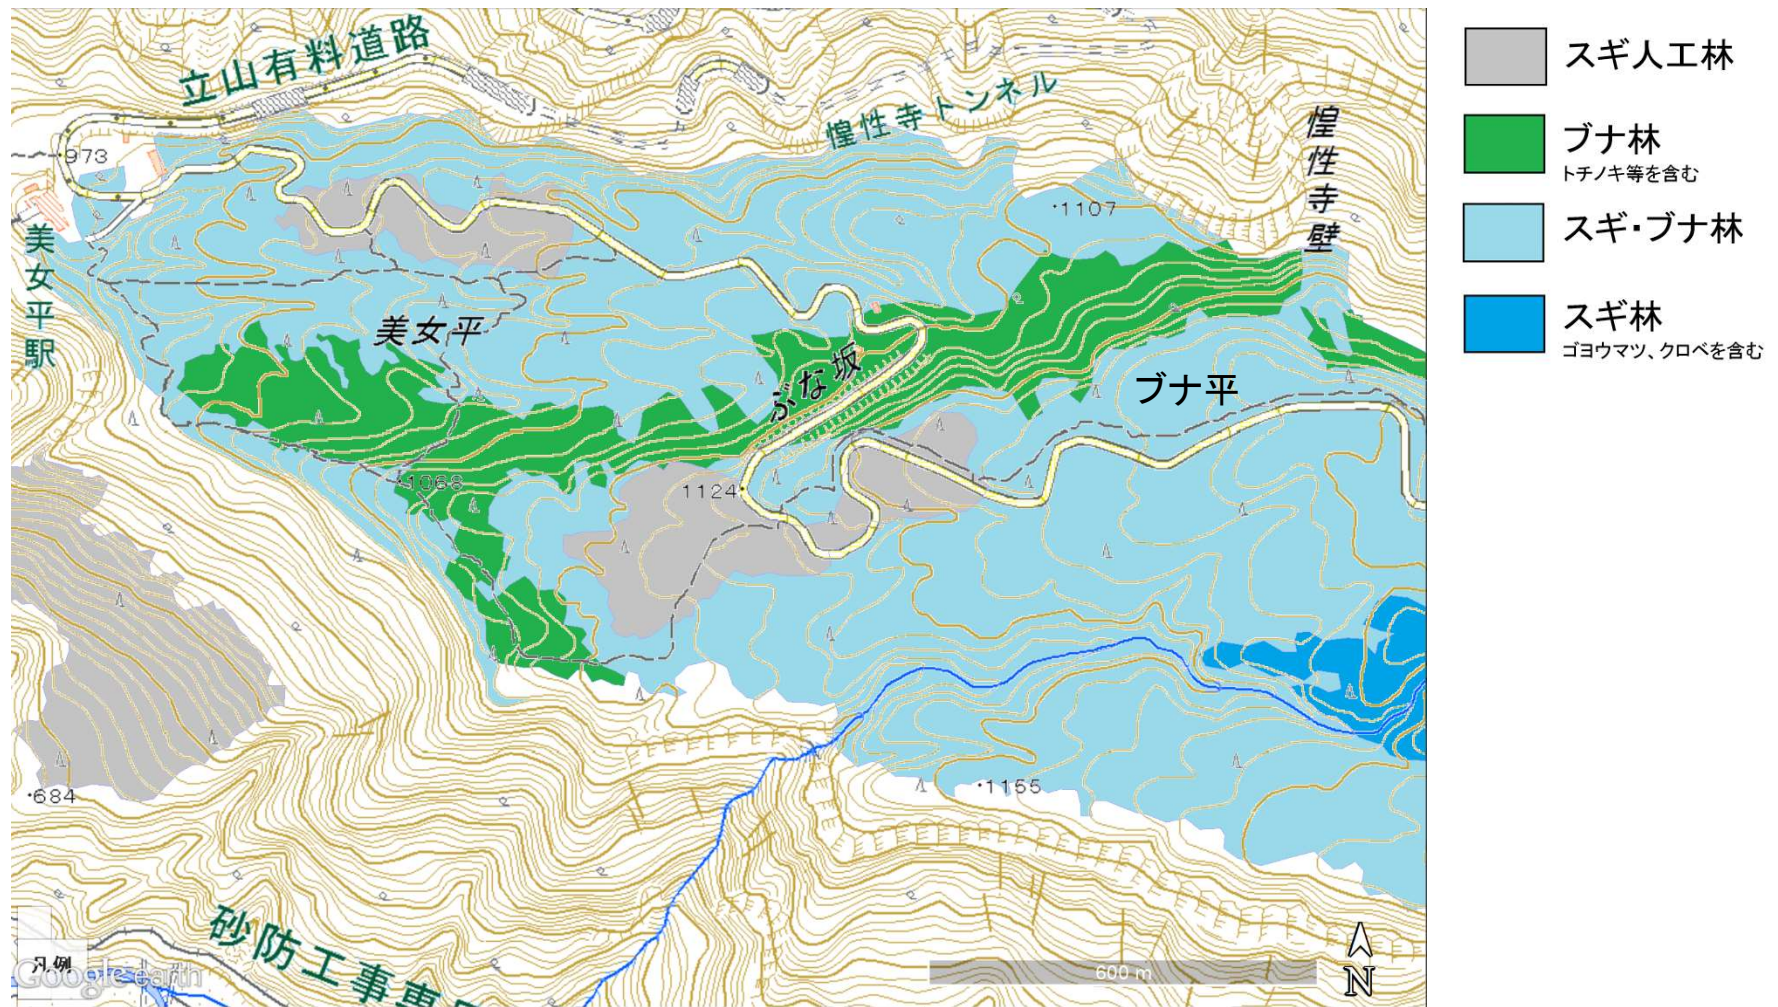 立山有料道路
惶性寺トンネル
惶性寺壁
973
1107
美女平駅
美女平
ぶな坂
ブナ平
1068
1124
684
1155
砂防工事専
凡例
Google earth
600 m
N
スギ人工林
ブナ林
トチノキ等を含む
スギ・ブナ林
スギ林
ゴヨウマツ、クロベを含む